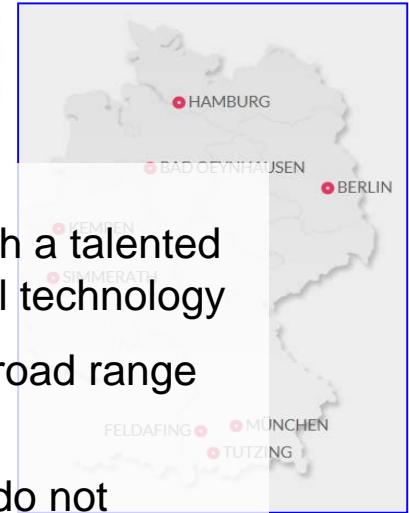 HAMBURG
BAD OEYNHAUSEN
BERLIN
KEMPEN
h a talented
SIMMERATH
l technology
road range
MÜNCHEN
FELDAFING
TUTZING
do not